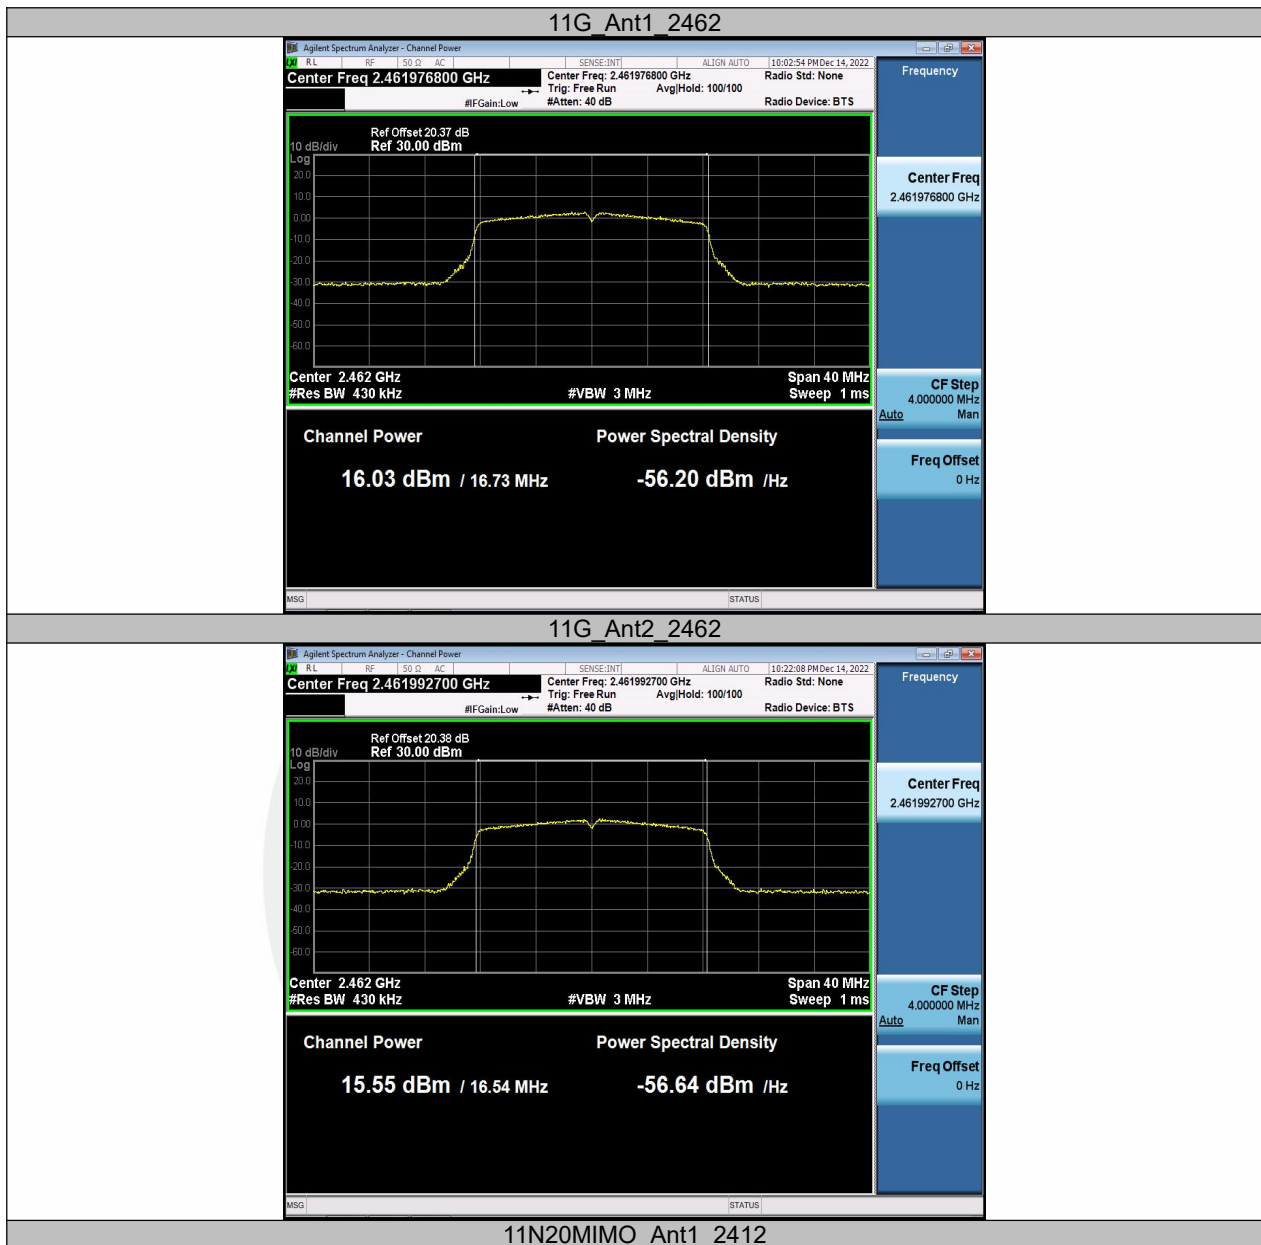 11G_Ant1_2462
Agilent Spectrum Analyzer - Channel Power
RL RF 50 Ω AC SENSE:INT ALIGN AUTO 10:02:54 PM Dec 14, 2022
Center Freq 2.461976800 GHz
Center Freq: 2.461976800 GHz
Radio Std: None
Trig: Free Run Avg|Hold: 100/100
#IFGain:Low
#Atten: 40 dB
Radio Device: BTS
Frequency
Ref Offset 20.37 dB
10 dB/div Ref 30.00 dBm
Log
20.0
10.0
0.00
-10.0
-20.0
-30.0
-40.0
-50.0
-60.0
Center 2.462 GHz Span 40 MHz
#Res BW 430 kHz #VBW 3 MHz Sweep 1 ms
Channel Power Power Spectral Density
16.03 dBm / 16.73 MHz -56.20 dBm /Hz
Center Freq
2.461976800 GHz
CF Step
4.000000 MHz
Auto Man
Freq Offset
0 Hz
MSG STATUS
11G_Ant2_2462
Agilent Spectrum Analyzer - Channel Power
RL RF 50 Ω AC SENSE:INT ALIGN AUTO 10:22:08 PM Dec 14, 2022
Center Freq 2.461992700 GHz
Center Freq: 2.461992700 GHz
Radio Std: None
Trig: Free Run Avg|Hold: 100/100
#IFGain:Low
#Atten: 40 dB
Radio Device: BTS
Frequency
Ref Offset 20.38 dB
10 dB/div Ref 30.00 dBm
Log
20.0
10.0
0.00
-10.0
-20.0
-30.0
-40.0
-50.0
-60.0
Center 2.462 GHz Span 40 MHz
#Res BW 430 kHz #VBW 3 MHz Sweep 1 ms
Channel Power Power Spectral Density
15.55 dBm / 16.54 MHz -56.64 dBm /Hz
Center Freq
2.461992700 GHz
CF Step
4.000000 MHz
Auto Man
Freq Offset
0 Hz
MSG STATUS
11N20MIMO_Ant1_2412